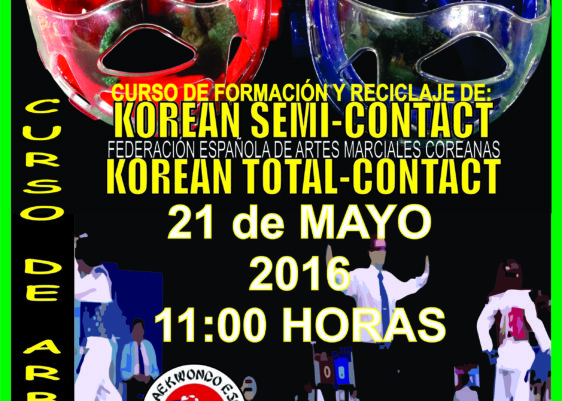 CURSO DE FORMACIÓN Y RECICLAJE DE:
KOREAN SEMI-CONTACT
FEDERACIÓN ESPAÑOLA DE ARTES MARCIALES COREANAS
KOREAN TOTAL-CONTACT
21 de MAYO
2016
11:00 HORAS
CURSO DE ARB